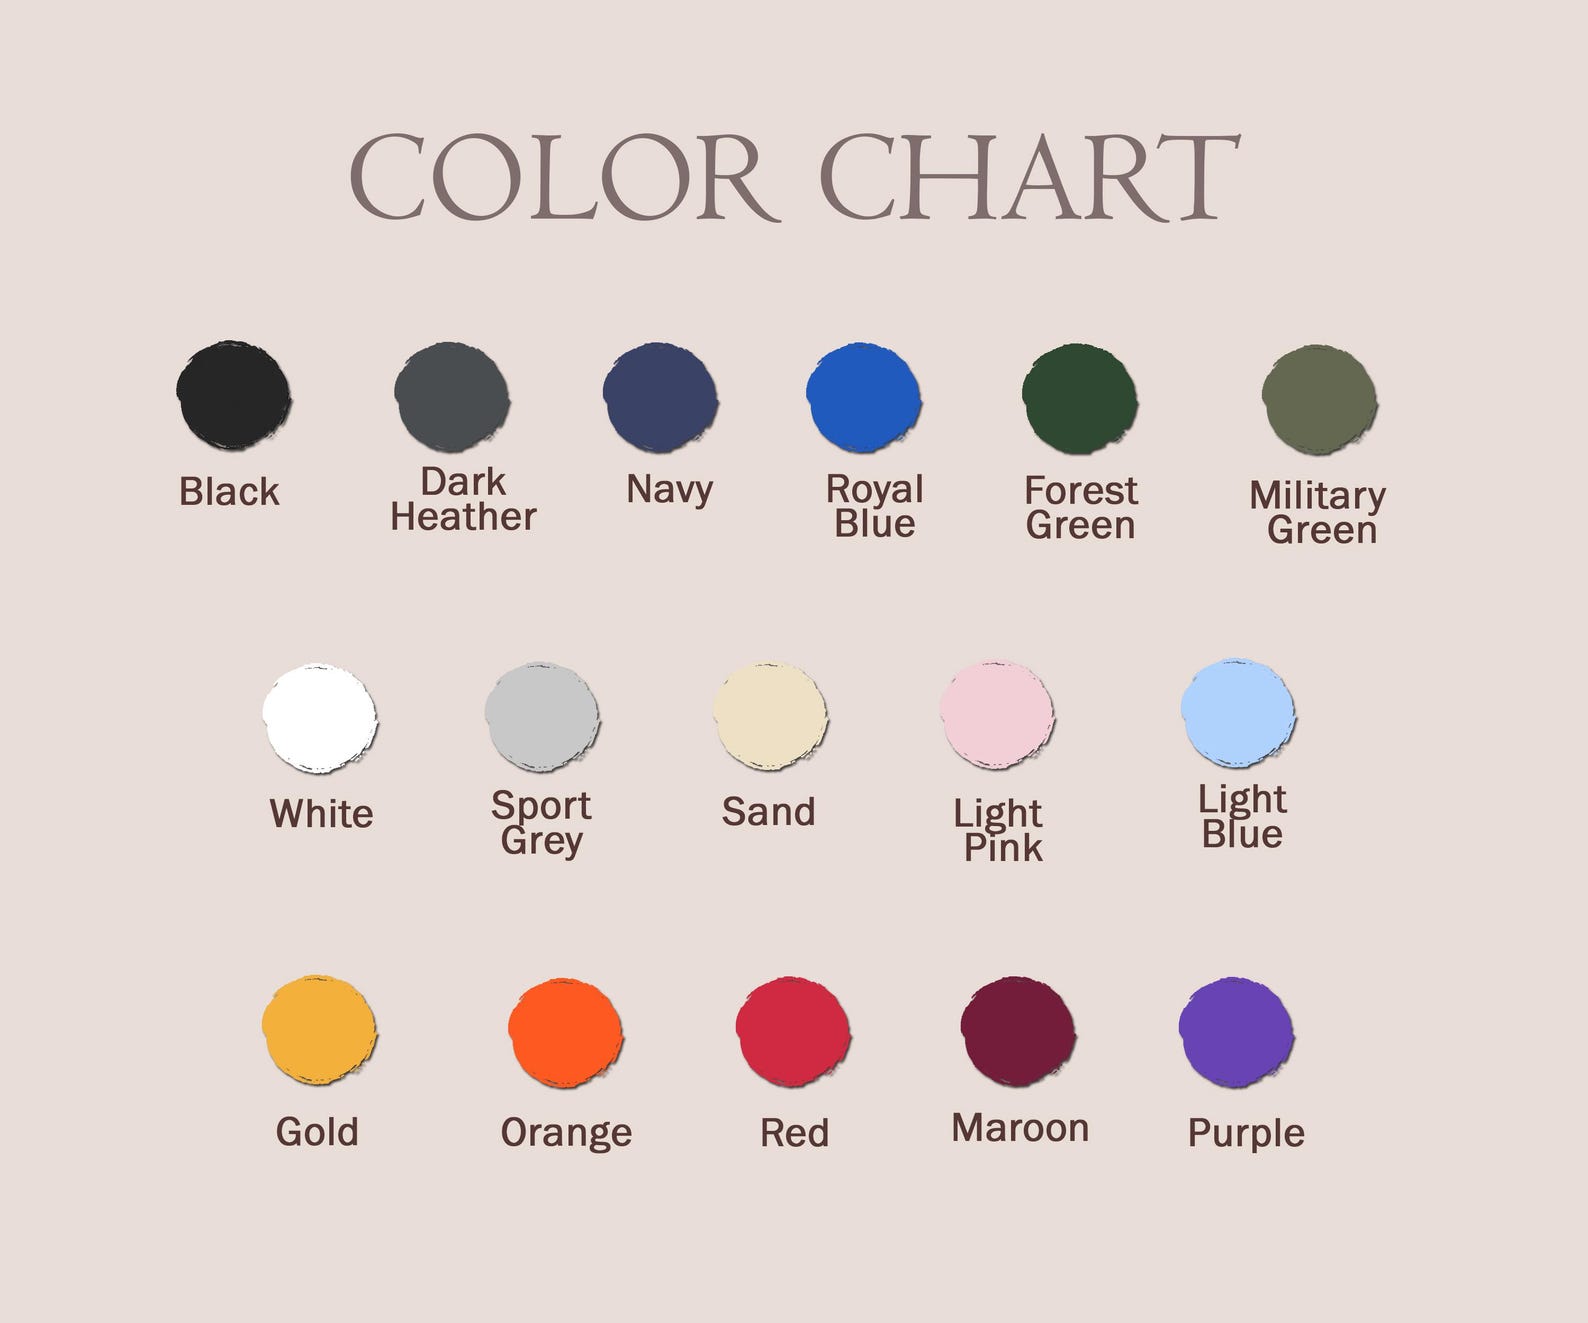 COLOR CHART
Black
Dark
Heather
Navy
Royal
Blue
Forest
Green
Military
Green
White
Sport
Grey
Sand
Light
Pink
Light
Blue
Gold
Orange
Red
Maroon
Purple